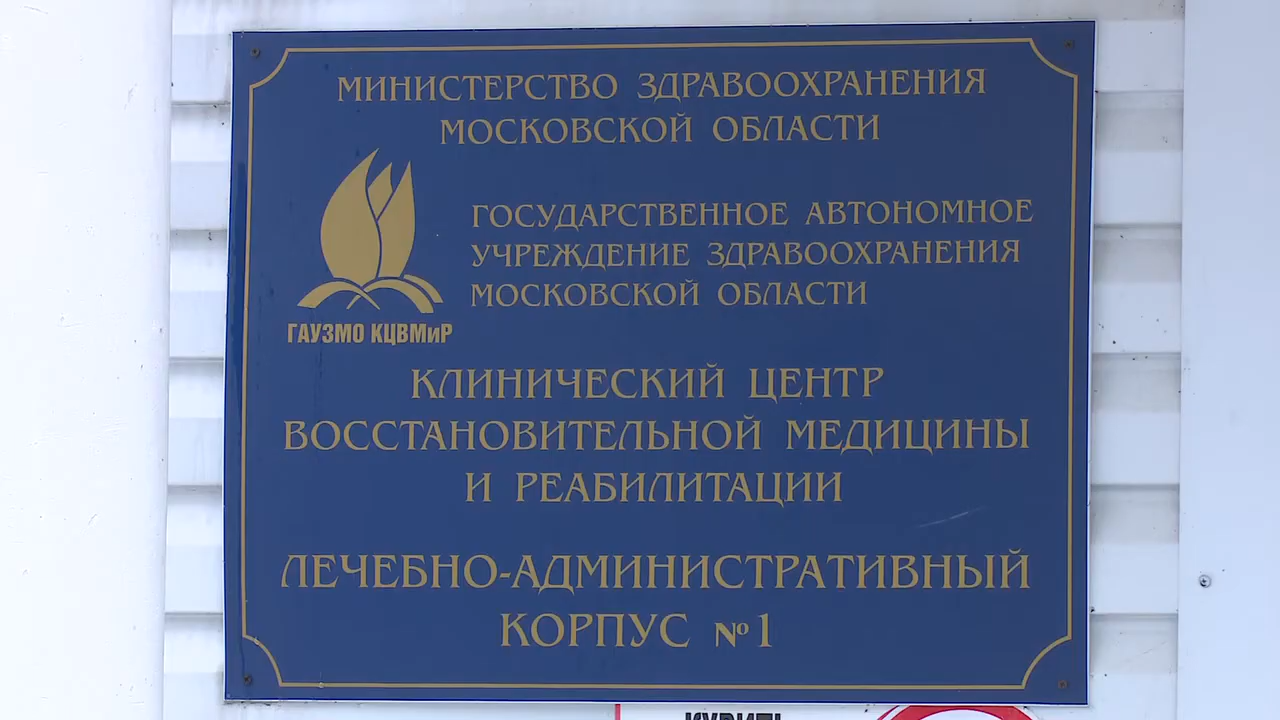 МИНИСТЕРСТВО ЗДРАВООХРАНЕНИЯ
МОСКОВСКОЙ ОБЛАСТИ
ГОСУДАРСТВЕННОЕ АВТОНОМНОЕ
УЧРЕЖДЕНИЕ ЗДРАВООХРАНЕНИЯ
МОСКОВСКОЙ ОБЛАСТИ
ГАУЗМО КЦВМиР
КЛИНИЧЕСКИЙ ЦЕНТР
ВОССТАНОВИТЕЛЬНОЙ МЕДИЦИНЫ
И РЕАБИЛИТАЦИИ
ЛЕЧЕБНО-АДМИНИСТРАТИВНЫЙ
КОРПУС №1